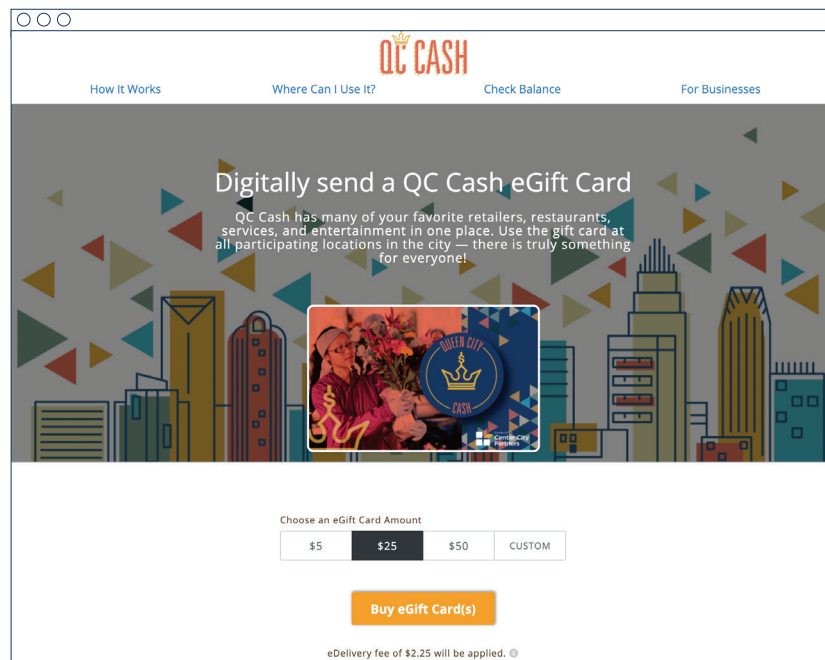 QC CASH
How It Works
Where Can I Use It?
Check Balance
For Businesses
Digitally send a QC Cash eGift Card
QC Cash has many of your favorite retailers, restaurants,
services, and entertainment in one place. Use the gift card at
all participating locations in the city — there is truly something
for everyone!
QUEEN CITY
CASH
Center City
Partners
Choose an eGift Card Amount
$5
$25
$50
CUSTOM
Buy eGift Card(s)
eDelivery fee of $2.25 will be applied.